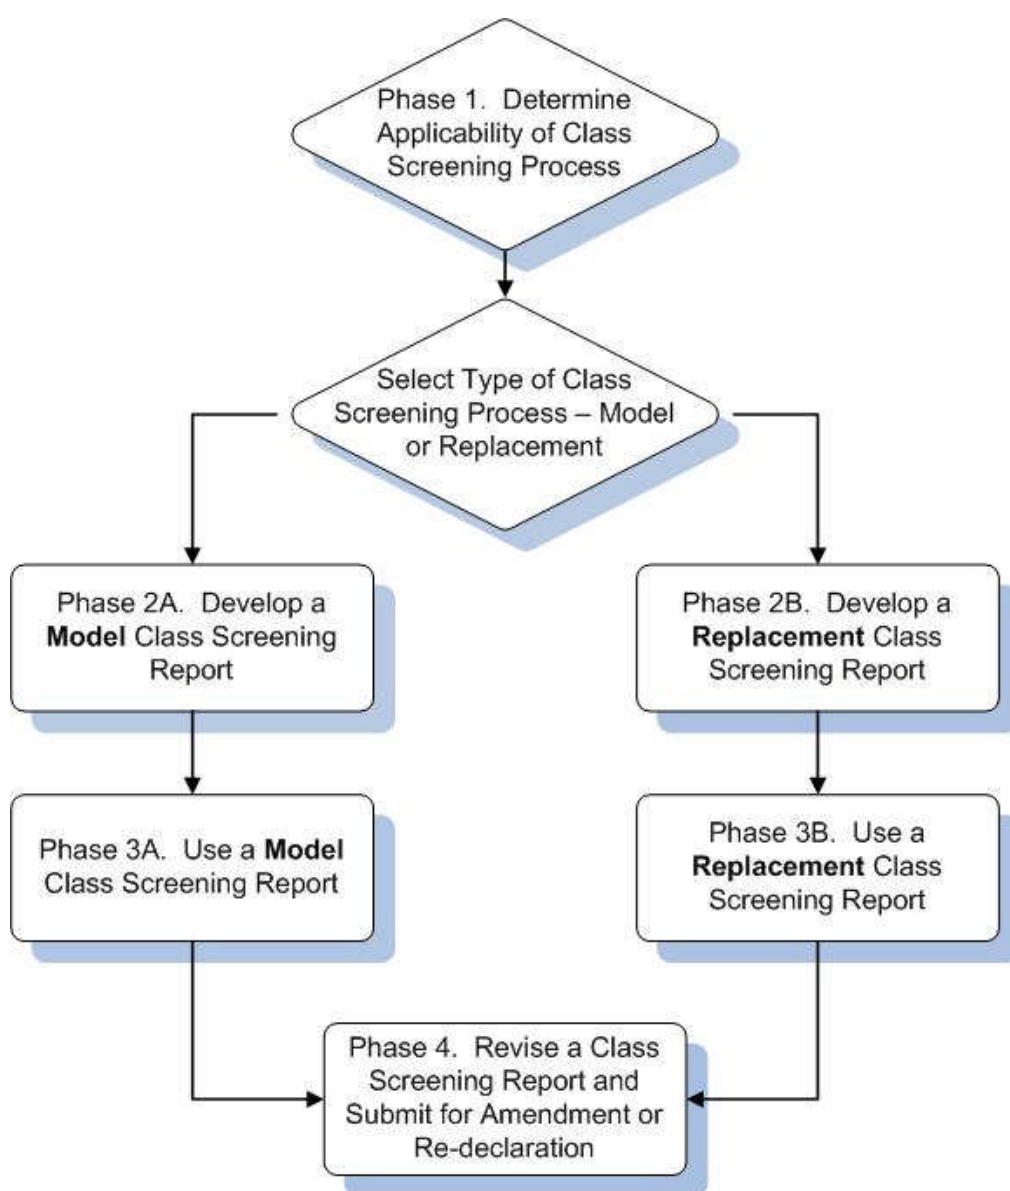 Phase 1.  Determine
Applicability of Class
Screening Process
Select Type of Class
Screening Process – Model
or Replacement
Phase 2A.  Develop a
Model Class Screening
Report
Phase 2B.  Develop a
Replacement Class
Screening Report
Phase 3A.  Use a Model
Class Screening Report
Phase 3B.  Use a
Replacement Class
Screening Report
Phase 4.  Revise a Class
Screening Report and
Submit for Amendment or
Re-declaration